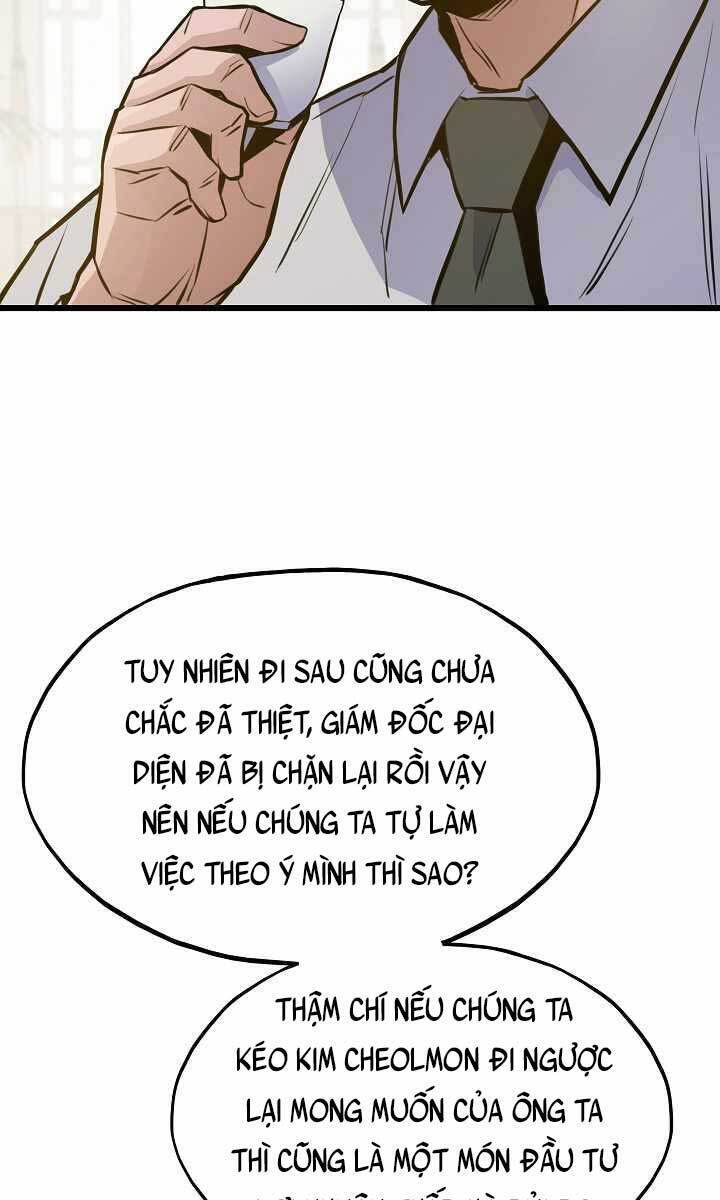 TUY NHIÊN ĐI SAU CŨNG CHƯA
CHẮC ĐÃ THIỆT, GIÁM ĐỐC ĐẠI
DIỆN ĐÃ BỊ CHẶN LẠI RỒI VẬY
NÊN NẾU CHÚNG TA TỰ LÀM
VIỆC THEO Ý MÌNH THÌ SAO?
THẬM CHÍ NẾU CHÚNG TA
KÉO KIM CHEOLMON ĐI NGƯỢC
LẠI MONG MUỐN CỦA ÔNG TA
THÌ CŨNG LÀ MỘT MÓN ĐẦU TƯ